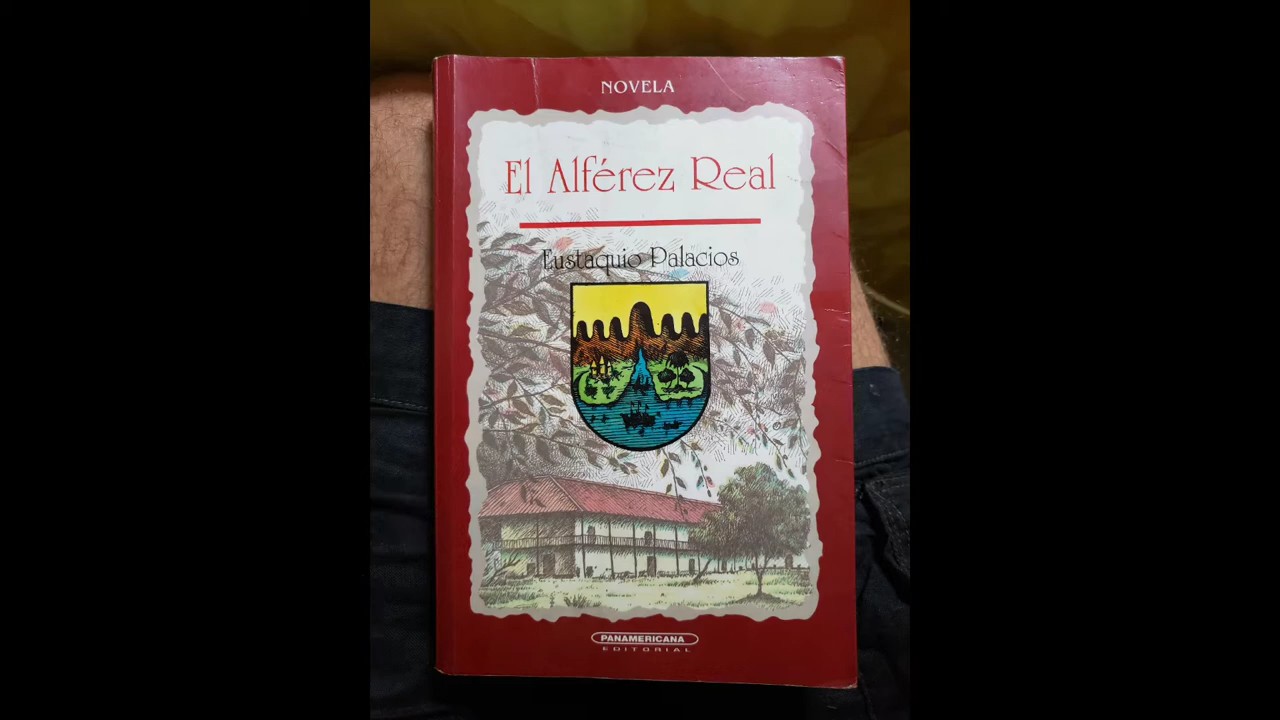 NOVELA
El Alférez Real
Eustaquio Palacios
PANAMERICANA
EDITORIAL